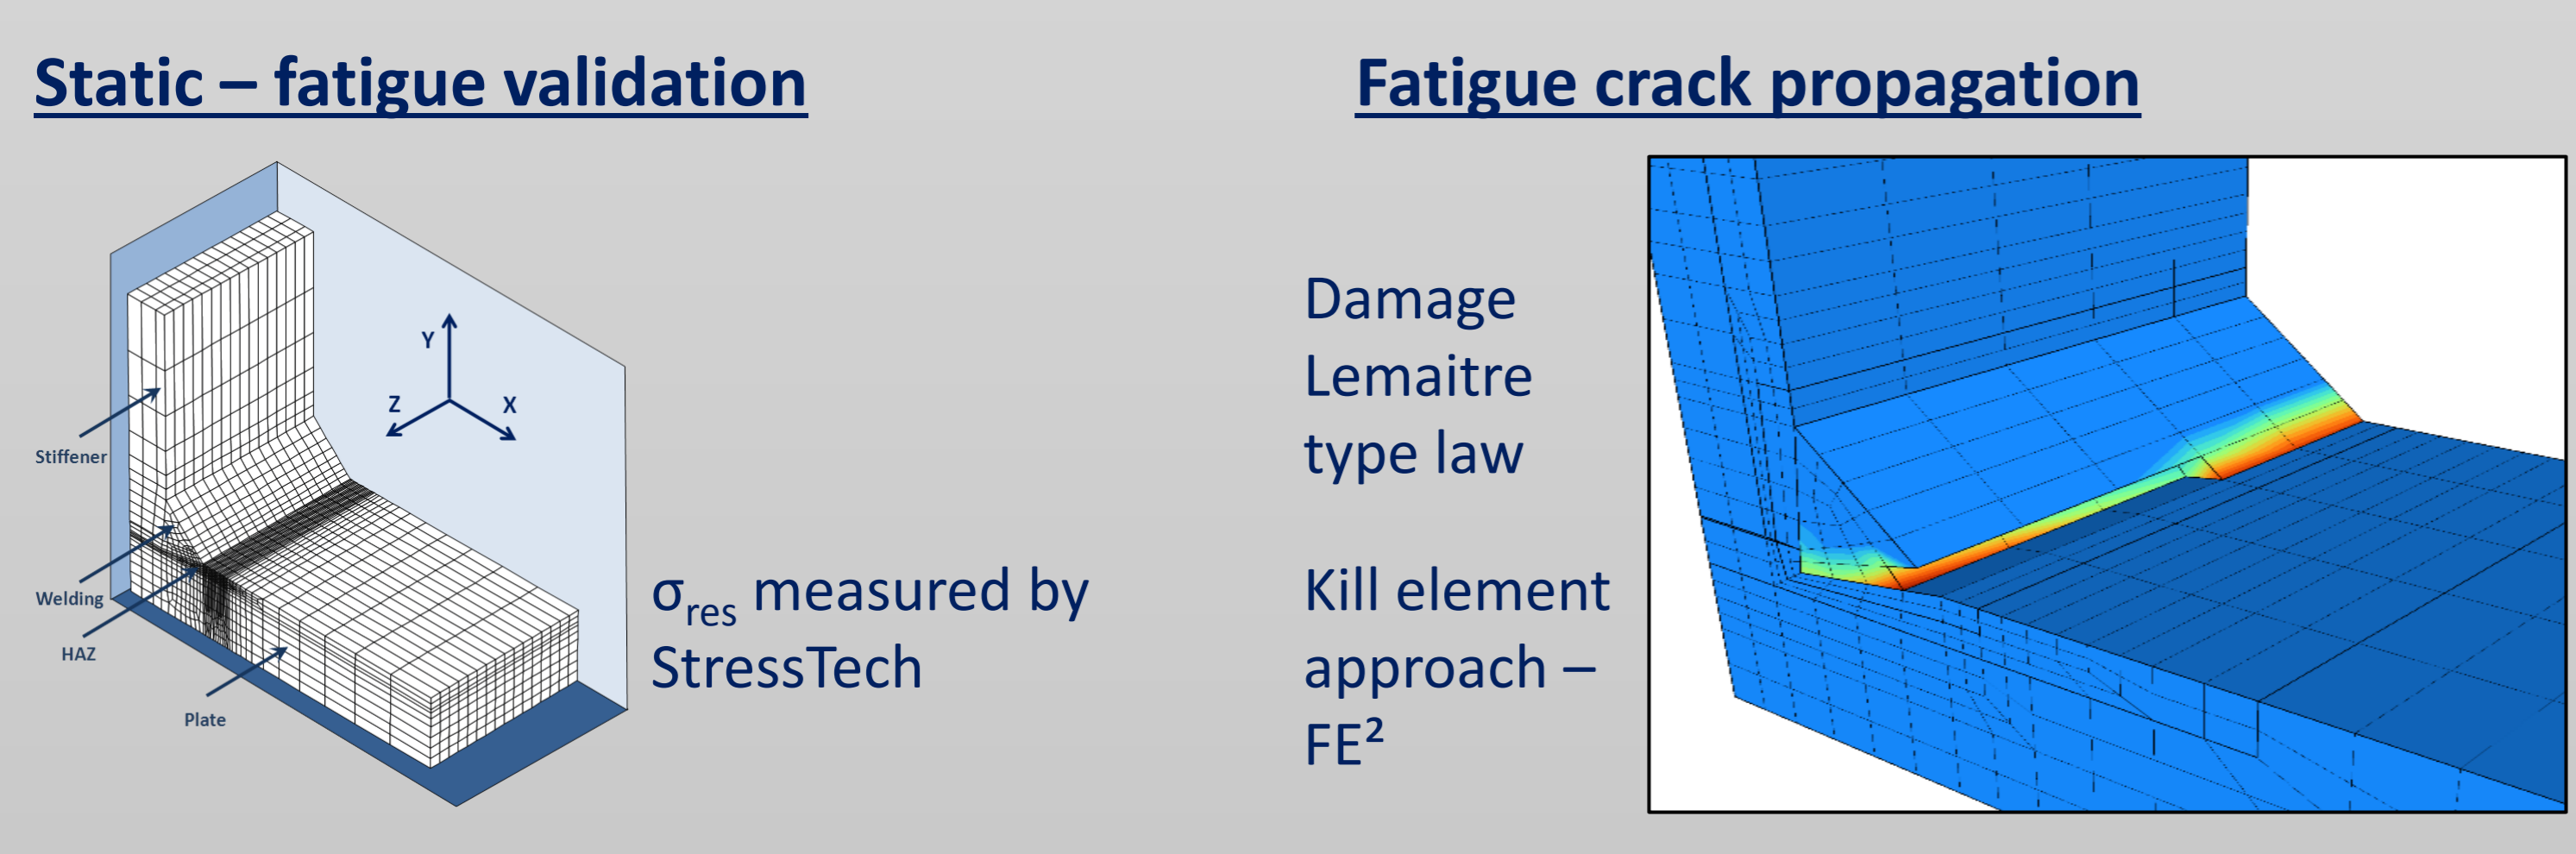 Static – fatigue validation
Y
Z
X
Stiffener
Welding
HAZ
Plate
σres measured by
StressTech
Fatigue crack propagation
Damage
Lemaitre
type law
Kill element
approach –
FE²